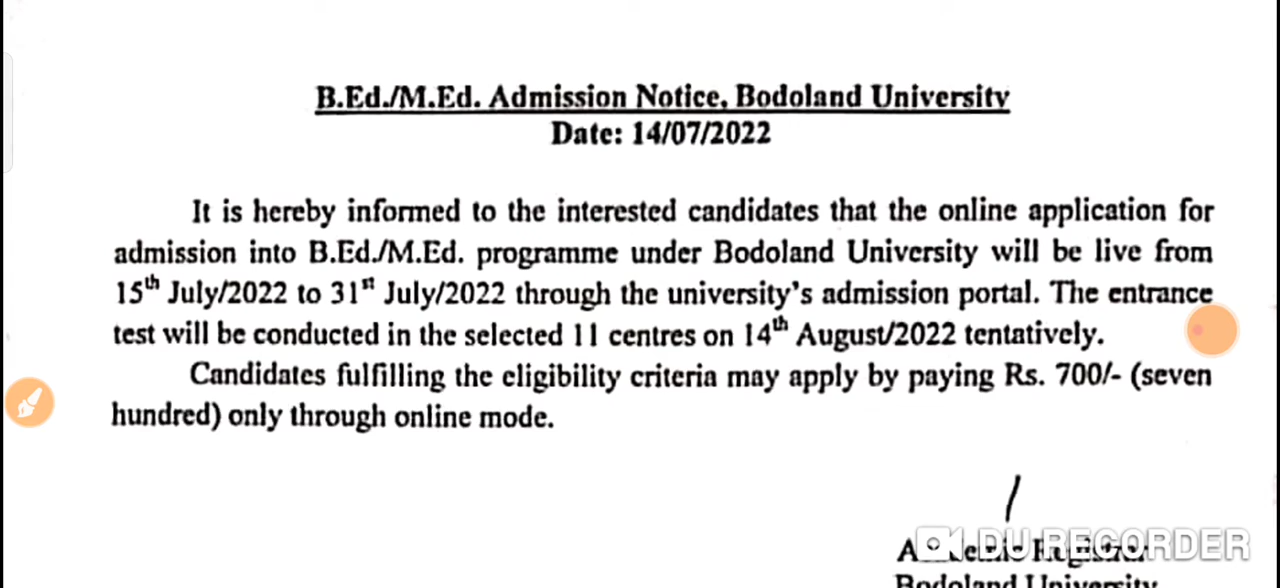 B.Ed./M.Ed. Admission Notice, Bodoland University
Date: 14/07/2022
It is hereby informed to the interested candidates that the online application for
admission into B.Ed./M.Ed. programme under Bodoland University will be live from
15th July/2022 to 31st July/2022 through the university's admission portal. The entrance
test will be conducted in the selected 11 centres on 14th August/2022 tentatively.
Candidates fulfilling the eligibility criteria may apply by paying Rs. 700/- (seven
hundred) only through online mode.
DU RECORDER
Academic Registrar
Bodoland University